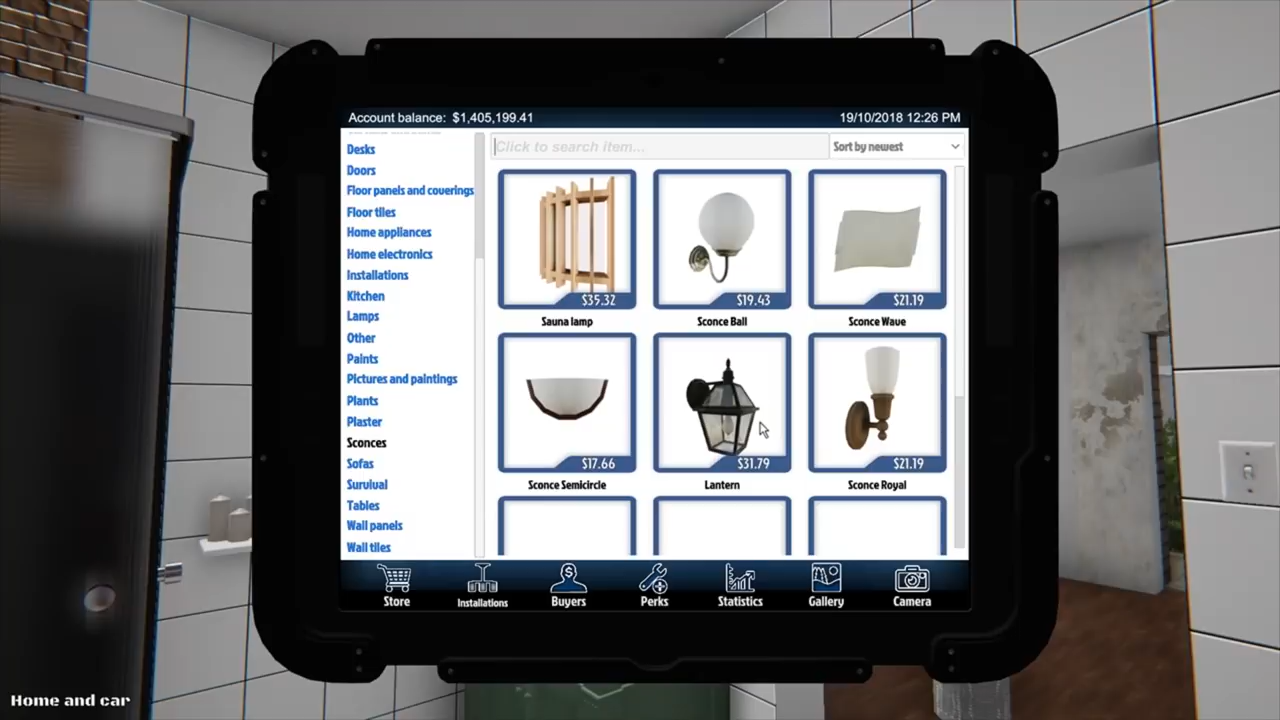 Account balance: $1,405,199.41
19/10/2018 12:26 PM
Click to search item...
Sort by newest
Desks
Doors
Floor panels and coverings
Floor tiles
Home appliances
Home electronics
Installations
Kitchen
Lamps
Other
Paints
Pictures and paintings
Plants
Plaster
Sconces
Sofas
Survival
Tables
Wall panels
Wall tiles
$35.32
$19.43
$21.19
Sauna lamp
Sconce Ball
Sconce Wave
$17.66
$31.79
$21.19
Sconce Semicircle
Lantern
Sconce Royal
Store
Installations
Buyers
Perks
Statistics
Gallery
Camera
Home and car